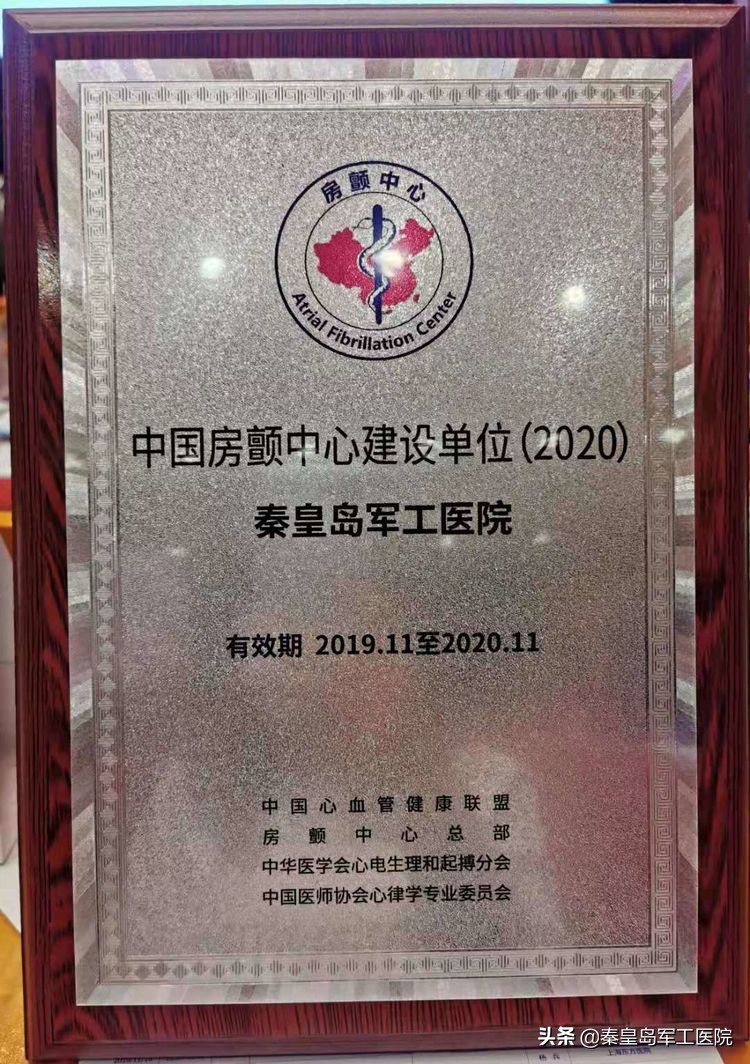 房颤中心
Atrial Fibrillation Center
中国房颤中心建设单位(2020)
秦皇岛军工医院
有效期 2019.11至2020.11
中国心血管健康联盟
房颤中心总部
中华医学会心电生理和起搏分会
中国医师协会心律学专业委员会
头条 @秦皇岛军工医院